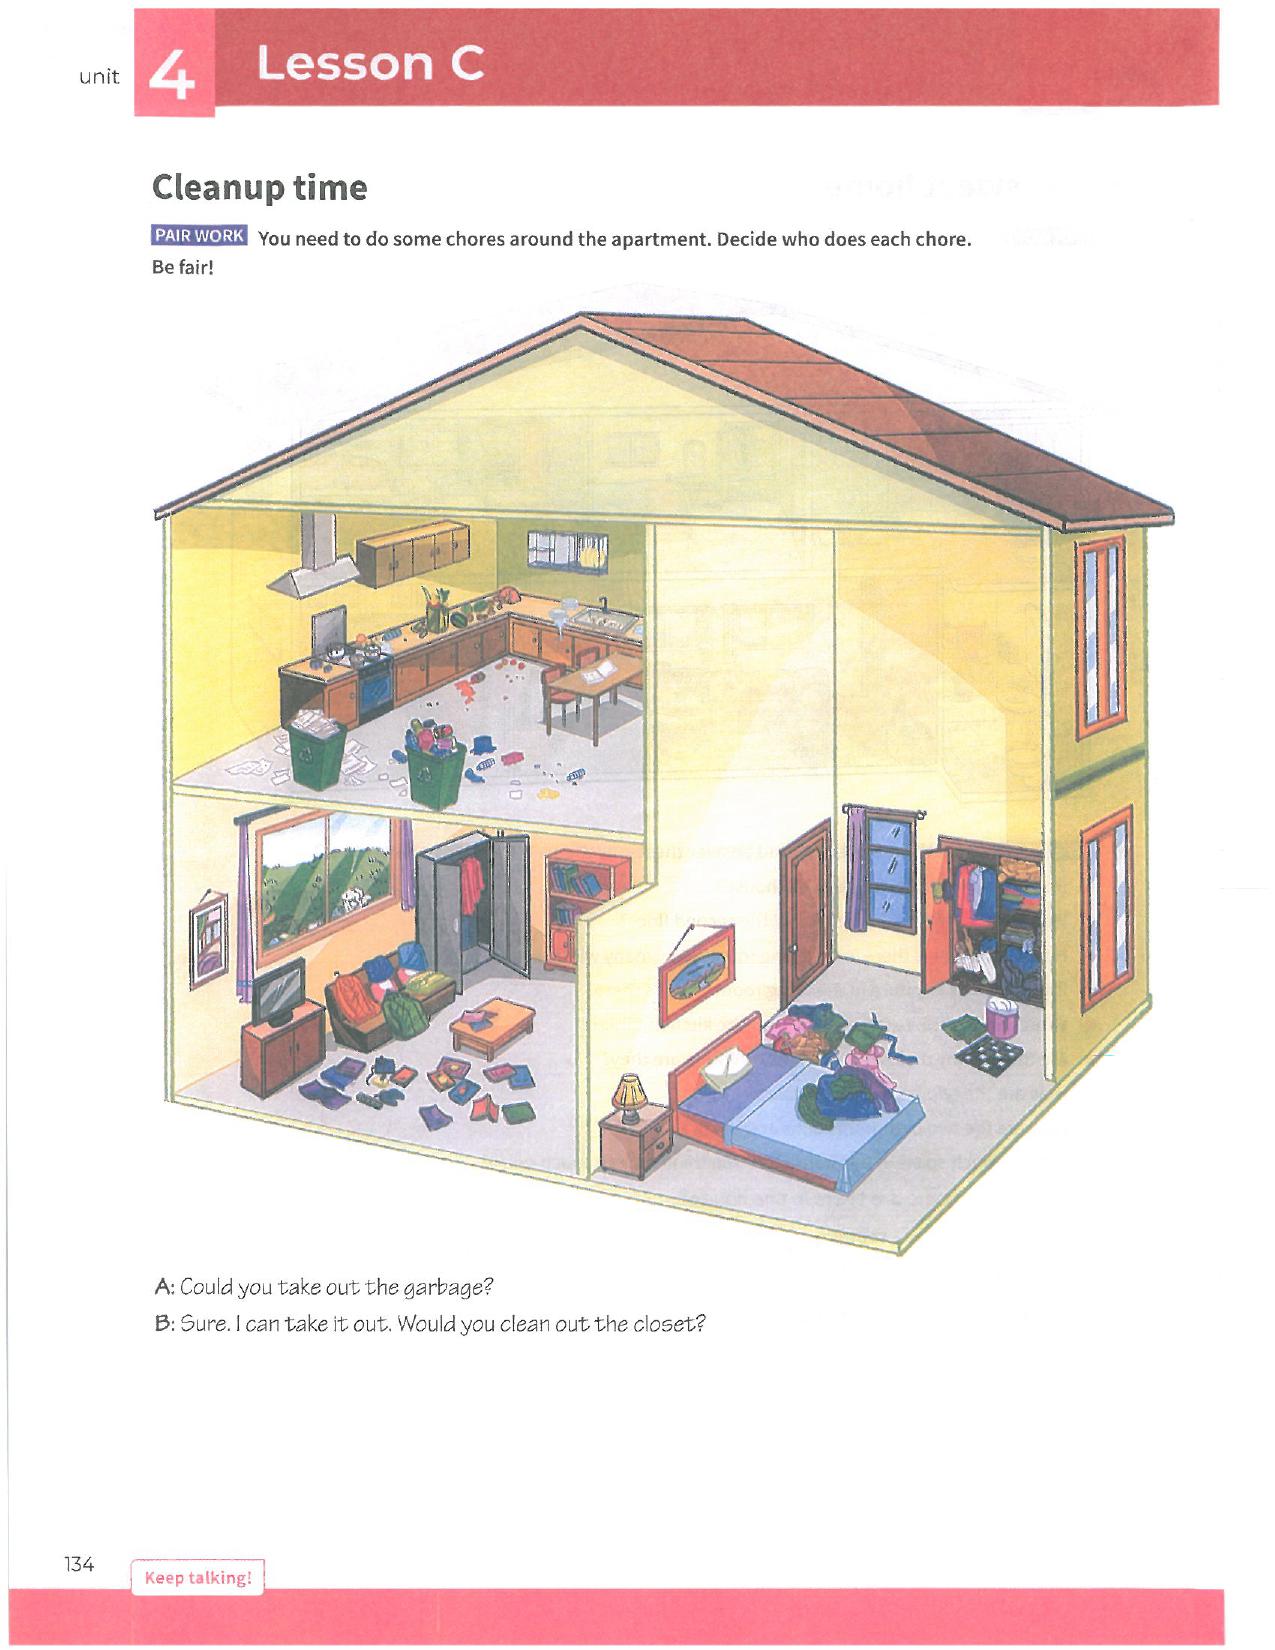 unit 4 Lesson C
Cleanup time
PAIR WORK You need to do some chores around the apartment. Decide who does each chore.
Be fair!
A: Could you take out the garbage?
B: Sure. I can take it out. Would you clean out the closet?
134
Keep talking!